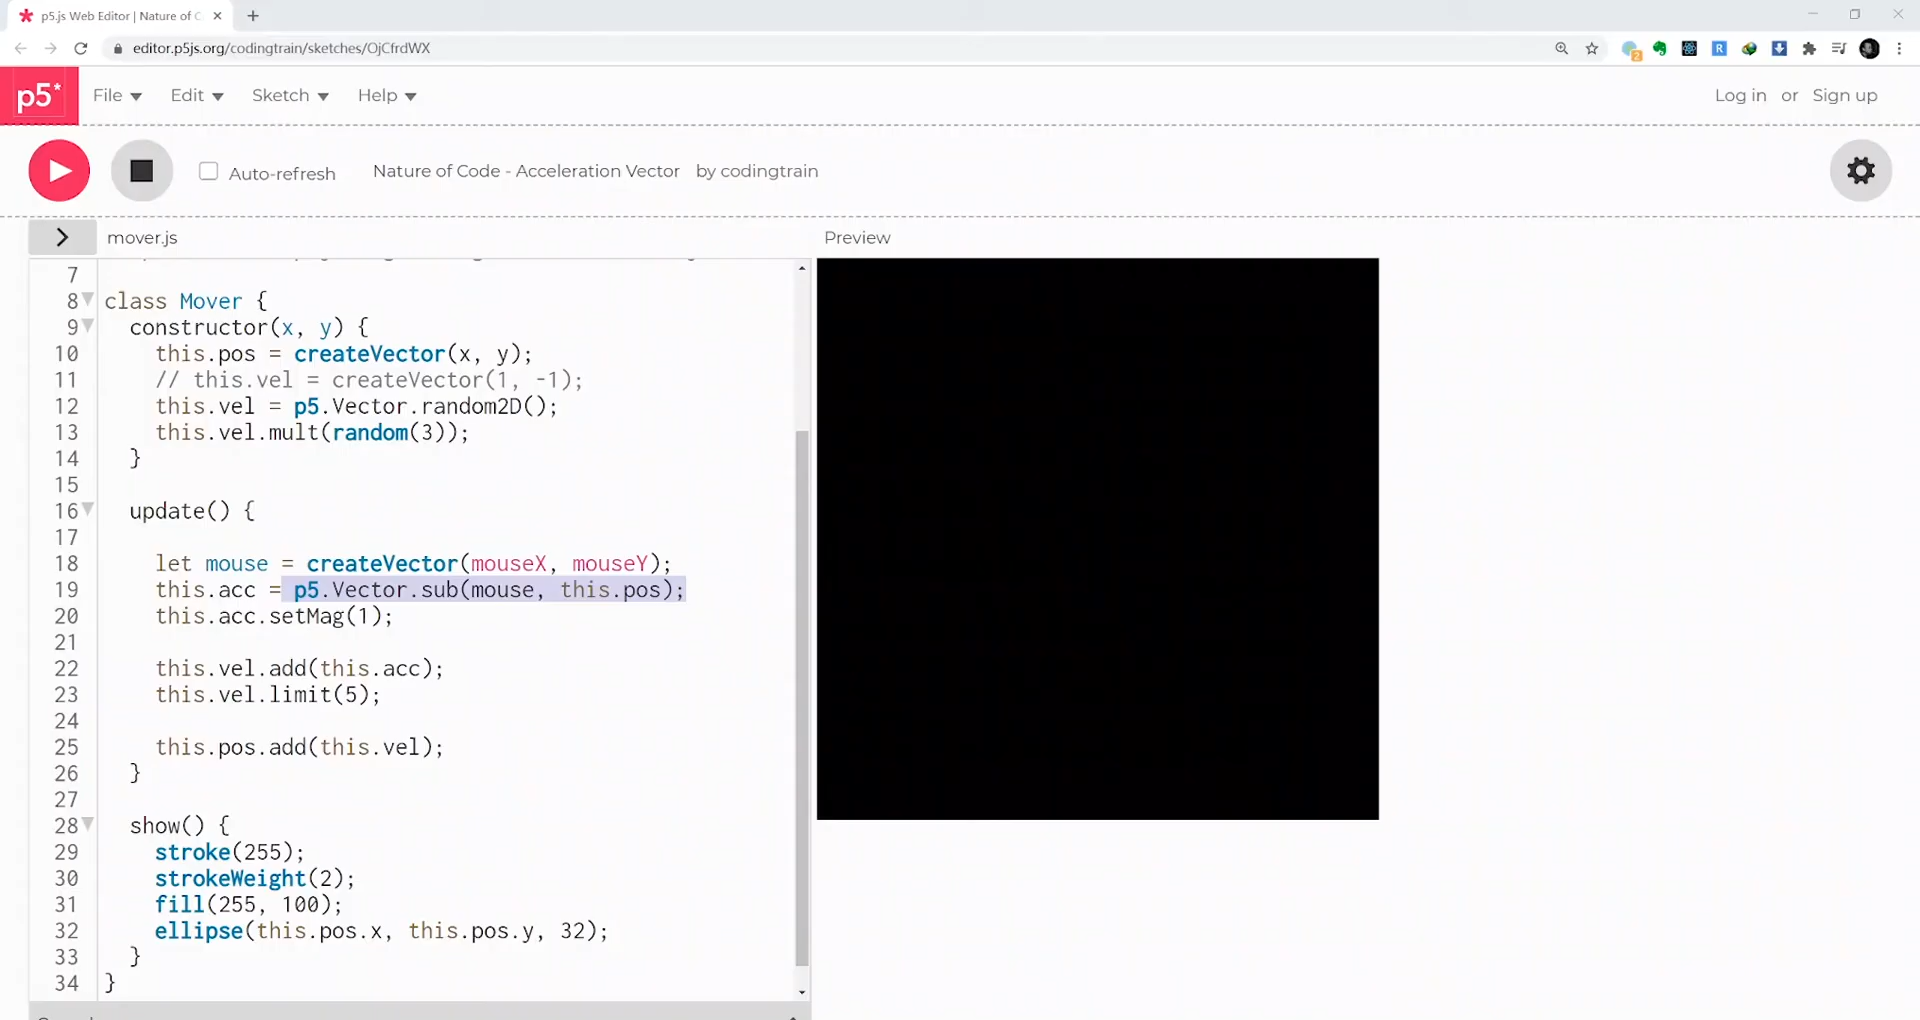 p5.js Web Editor | Nature of C
editor.p5js.org/codingtrain/sketches/OjCfrdWX
2
R
p5*
File
Edit
Sketch
Help
Log in or Sign up
Auto-refresh
Nature of Code - Acceleration Vector by codingtrain
mover.js
Preview
7
8 class Mover {
9 constructor(x, y) {
10 this.pos = createVector(x, y);
11 // this.vel = createVector(1, -1);
12 this.vel = p5.Vector.random2D();
13 this.vel.mult(random(3));
14 }
15
16 update() {
17
18 let mouse = createVector(mouseX, mouseY);
19 this.acc = p5.Vector.sub(mouse, this.pos);
20 this.acc.setMag(1);
21
22 this.vel.add(this.acc);
23 this.vel.limit(5);
24
25 this.pos.add(this.vel);
26 }
27
28 show() {
29 stroke(255);
30 strokeWeight(2);
31 fill(255, 100);
32 ellipse(this.pos.x, this.pos.y, 32);
33 }
34 }